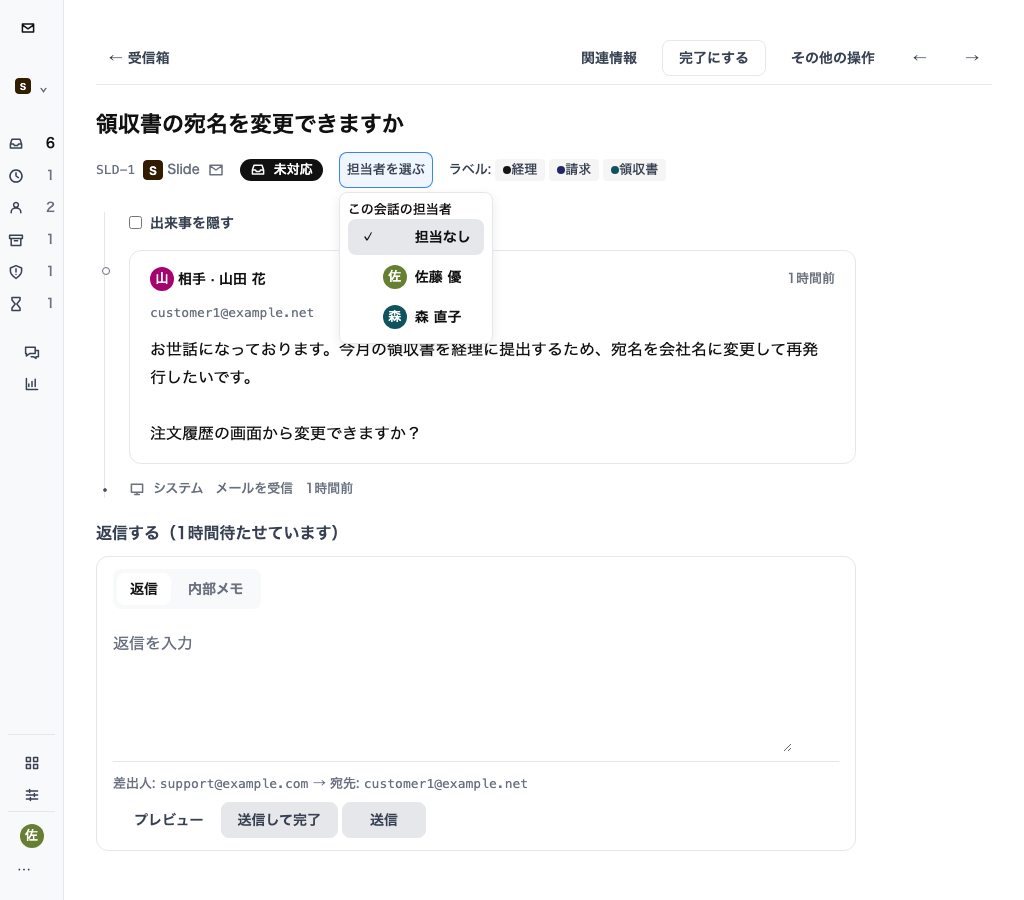 ← 受信箱
関連情報
完了にする
その他の操作
←
→
S
領収書の宛名を変更できますか
6
SLD-1 S Slide
未対応
担当者を選ぶ
ラベル: 経理 請求 領収書
1
2
1
1
1
この会話の担当者
✓ 担当なし
佐 佐藤 優
森 森 直子
出来事を隠す
山 相手 · 山田 花
1時間前
customer1@example.net
お世話になっております。今月の領収書を経理に提出するため、宛名を会社名に変更して再発
行したいです。
注文履歴の画面から変更できますか？
システム メールを受信 1時間前
返信する（1時間待たせています）
返信
内部メモ
返信を入力
差出人: support@example.com → 宛先: customer1@example.net
プレビュー
送信して完了
送信
佐
…